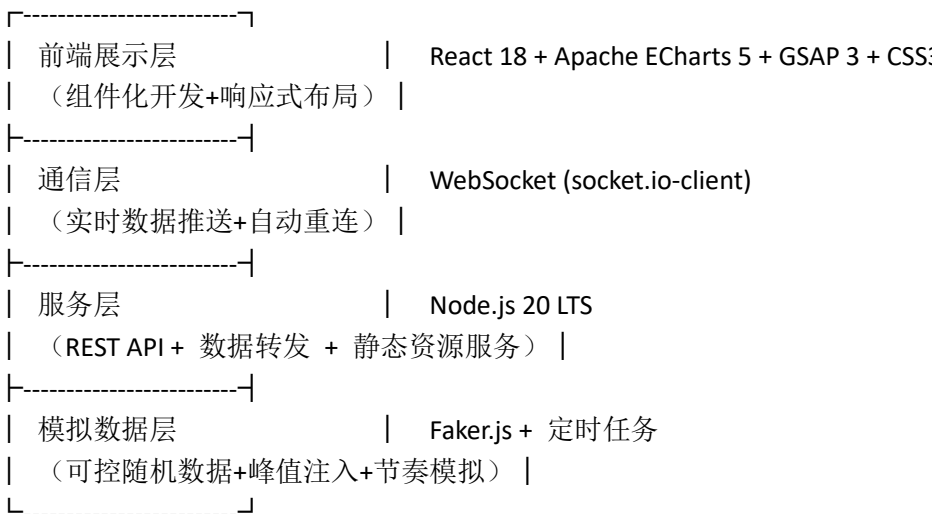 前端展示层 React 18 + Apache ECharts 5 + GSAP 3 + CSS3
（组件化开发+响应式布局）
通信层 WebSocket (socket.io-client)
（实时数据推送+自动重连）
服务层 Node.js 20 LTS
（REST API + 数据转发 + 静态资源服务）
模拟数据层 Faker.js + 定时任务
（可控随机数据+峰值注入+节奏模拟）